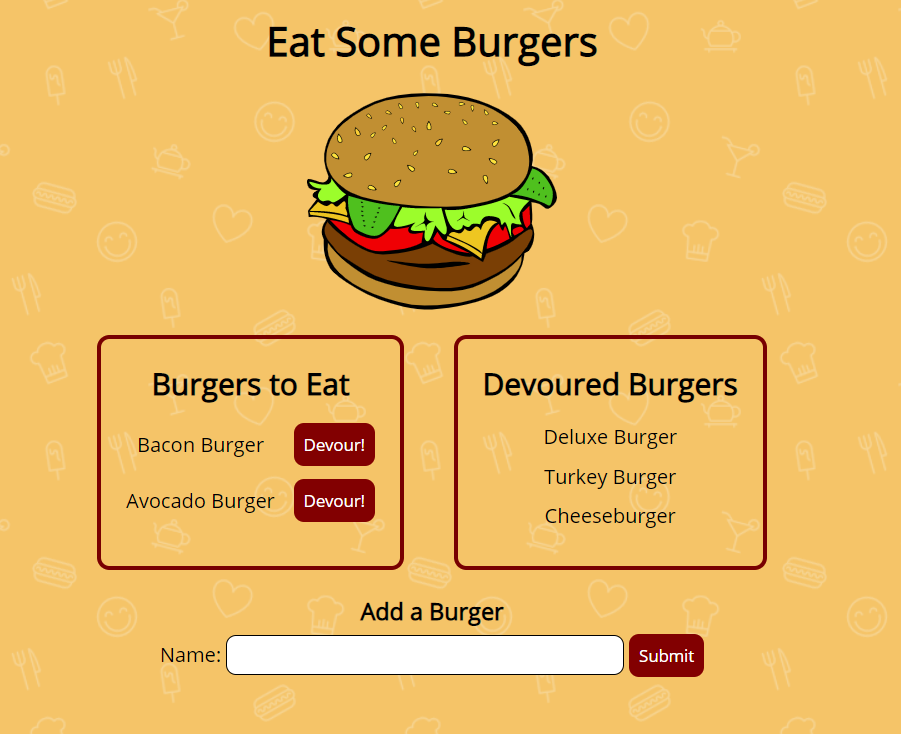 Eat Some Burgers
Burgers to Eat
Bacon Burger Devour!
Avocado Burger Devour!
Devoured Burgers
Deluxe Burger
Turkey Burger
Cheeseburger
Add a Burger
Name: Submit